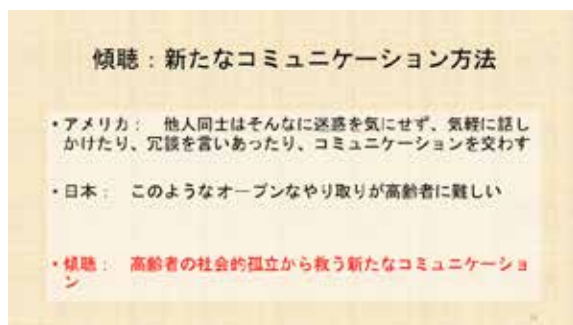 傾聴：新たなコミュニケーション方法
・アメリカ： 他人同士はそんなに迷惑を気にせず、気軽に話し
かけたり、冗談を言いあったり、コミュニケーションを交わす
・日本： このようなオープンなやり取りが高齢者に難しい
・傾聴： 高齢者の社会的孤立から救う新たなコミュニケーショ
ン